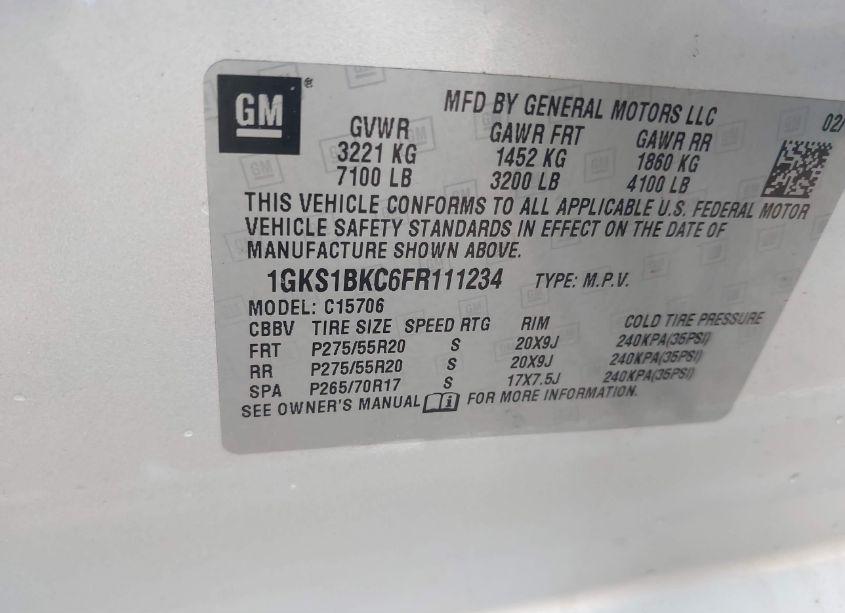 GM ®
MFD BY GENERAL MOTORS LLC
02/
GVWR GAWR FRT GAWR RR
3221 KG 1452 KG 1860 KG
7100 LB 3200 LB 4100 LB
THIS VEHICLE CONFORMS TO ALL APPLICABLE U.S. FEDERAL MOTOR
VEHICLE SAFETY STANDARDS IN EFFECT ON THE DATE OF
MANUFACTURE SHOWN ABOVE.
1GKS1BKC6FR111234 TYPE: M.P.V.
MODEL: C15706
CBBV TIRE SIZE SPEED RTG RIM COLD TIRE PRESSURE
FRT P275/55R20 S 20X9J 240KPA(35PSI)
RR P275/55R20 S 20X9J 240KPA(35PSI)
SPA P265/70R17 S 17X7.5J 240KPA(35PSI)
SEE OWNER'S MANUAL i FOR MORE INFORMATION.